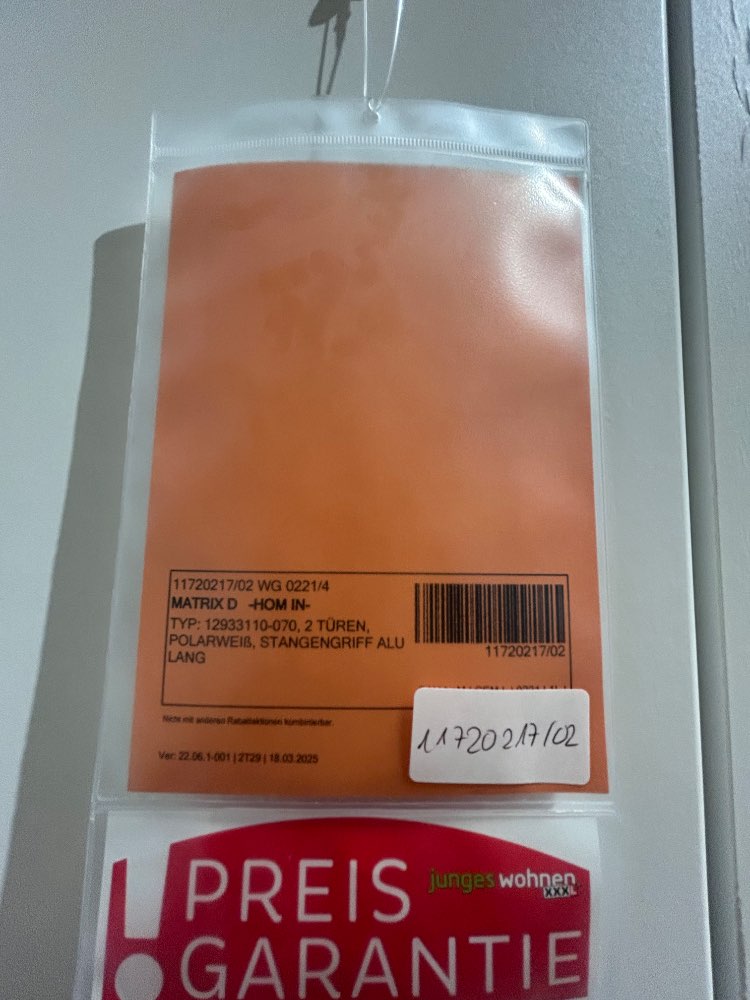 11720217/02 WG 0221/4
MATRIX D -HOM IN-
TYP: 12933110-070, 2 TÜREN,
POLARWEIß, STANGENGRIFF ALU
LANG
11720217/02
Nicht mit anderen Rabattaktionen kombinierbar.
11720217/02
Ver: 22.06.1-001 | 2T29 | 18.03.2025
! PREIS
junges wohnen
XXX
GARANTIE